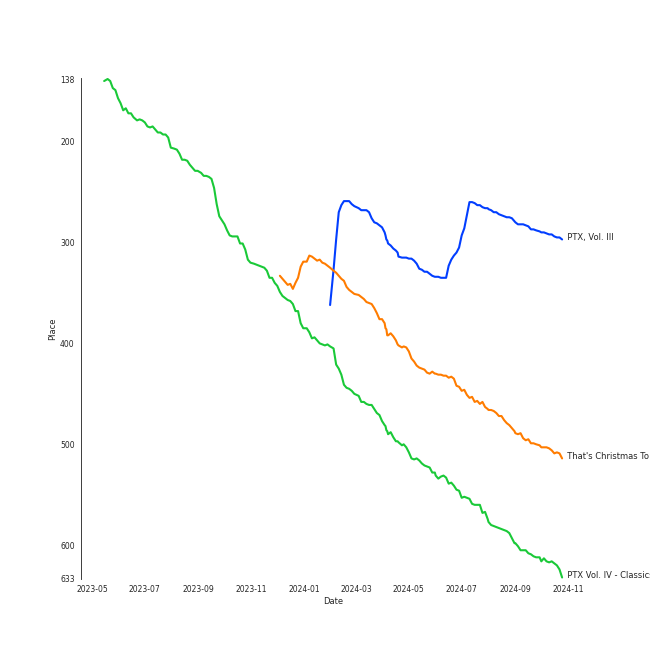 138
200
300
400
500
600
633
Place
2023-05 2023-07 2023-09 2023-11 2024-01 2024-03 2024-05 2024-07 2024-09 2024-11
Date
PTX, Vol. III
That's Christmas To
PTX Vol. IV - Classic